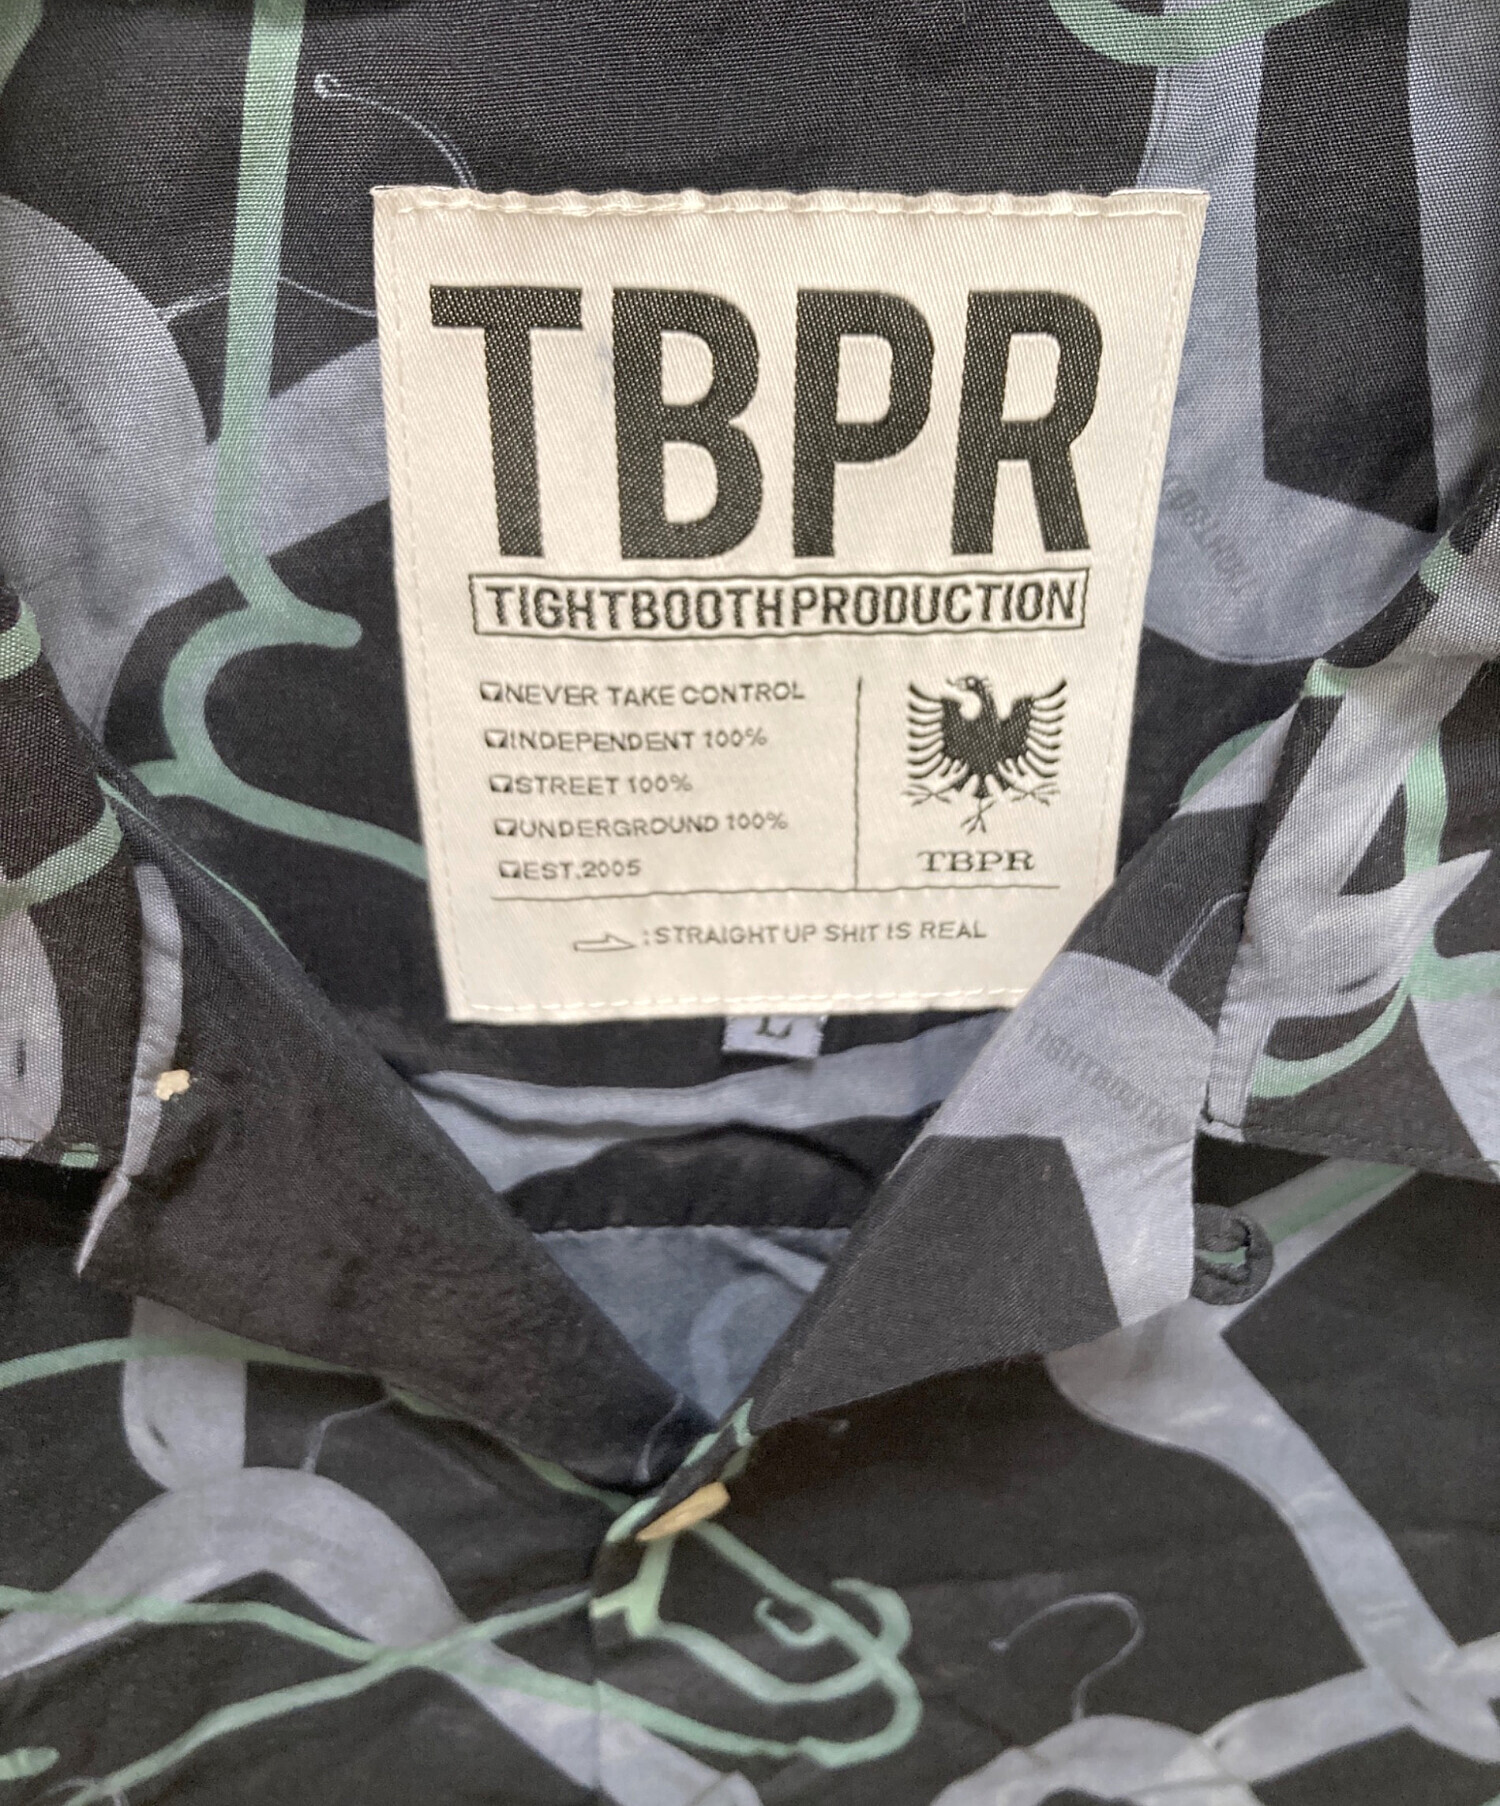 TBPR
TIGHTBOOTHPRODUCTION
NEVER TAKE CONTROL
INDEPENDENT 100%
STREET 100%
UNDERGROUND 100%
EST.2005
TBPR
:STRAIGHT UP SHIT IS REAL
L